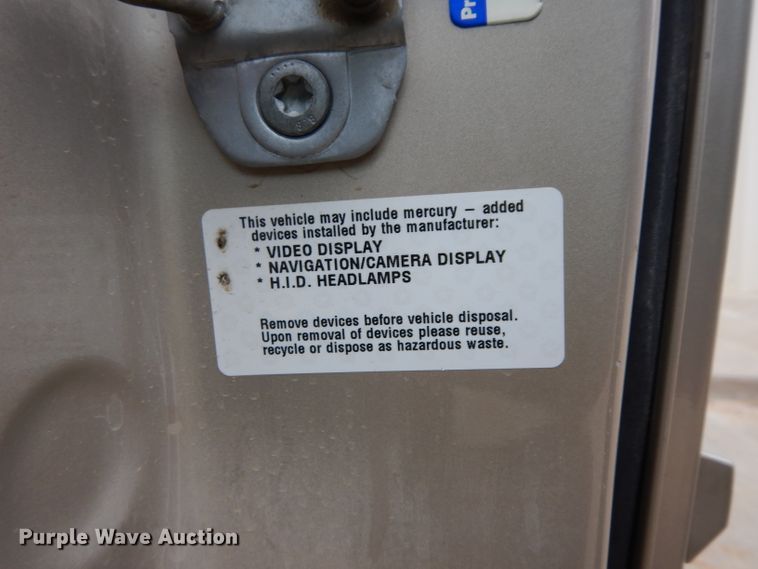 Pr
This vehicle may include mercury — added
devices installed by the manufacturer:
* VIDEO DISPLAY
* NAVIGATION/CAMERA DISPLAY
* H.I.D. HEADLAMPS
Remove devices before vehicle disposal.
Upon removal of devices please reuse,
recycle or dispose as hazardous waste.
Purple Wave Auction